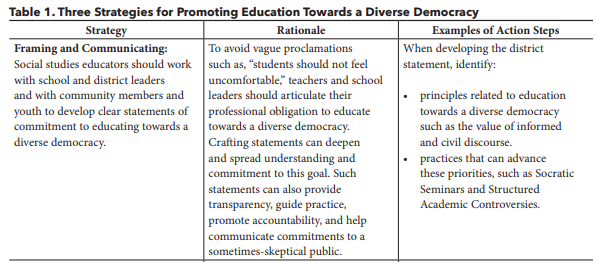 Table 1. Three Strategies for Promoting Education Towards a Diverse Democracy
Strategy
Rationale
Examples of Action Steps
Framing and Communicating:
Social studies educators should work
with school and district leaders
and with community members and
youth to develop clear statements of
commitment to educating towards a
diverse democracy.
To avoid vague proclamations
such as, “students should not feel
uncomfortable,” teachers and school
leaders should articulate their
professional obligation to educate
towards a diverse democracy.
Crafting statements can deepen
and spread understanding and
commitment to this goal. Such
statements can also provide
transparency, guide practice,
promote accountability, and help
communicate commitments to a
sometimes-skeptical public.
When developing the district
statement, identify:
• principles related to education
towards a diverse democracy
such as the value of informed
and civil discourse.
• practices that can advance
these priorities, such as Socratic
Seminars and Structured
Academic Controversies.